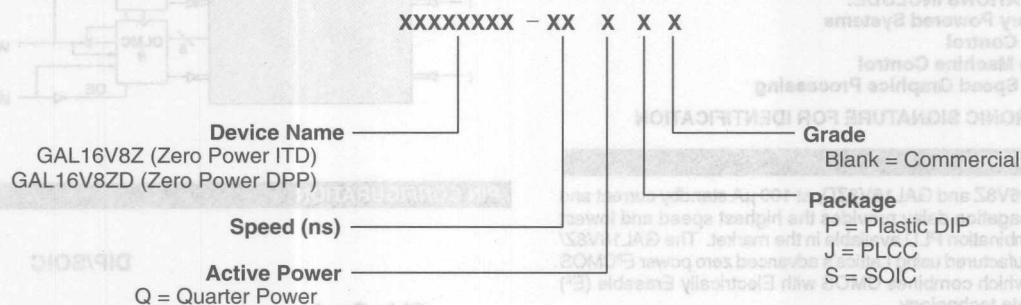 XXXXXXXX – XX X X X
Device Name
GAL16V8Z (Zero Power ITD)
GAL16V8ZD (Zero Power DPP)
Speed (ns)
Active Power
Q = Quarter Power
Grade
Blank = Commercial
Package
P = Plastic DIP
J = PLCC
S = SOIC